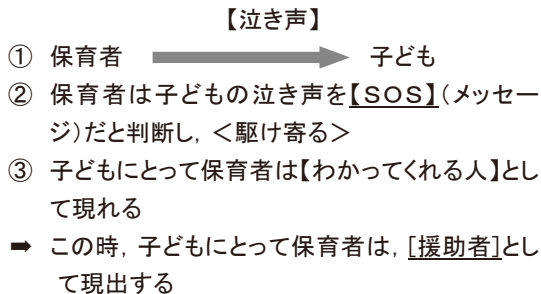 【泣き声】
① 保育者 子ども
② 保育者は子どもの泣き声を【SOS】(メッセー
ジ)だと判断し，＜駆け寄る＞
③ 子どもにとって保育者は【わかってくれる人】とし
て現れる
➡ この時，子どもにとって保育者は，[援助者]とし
て現出する